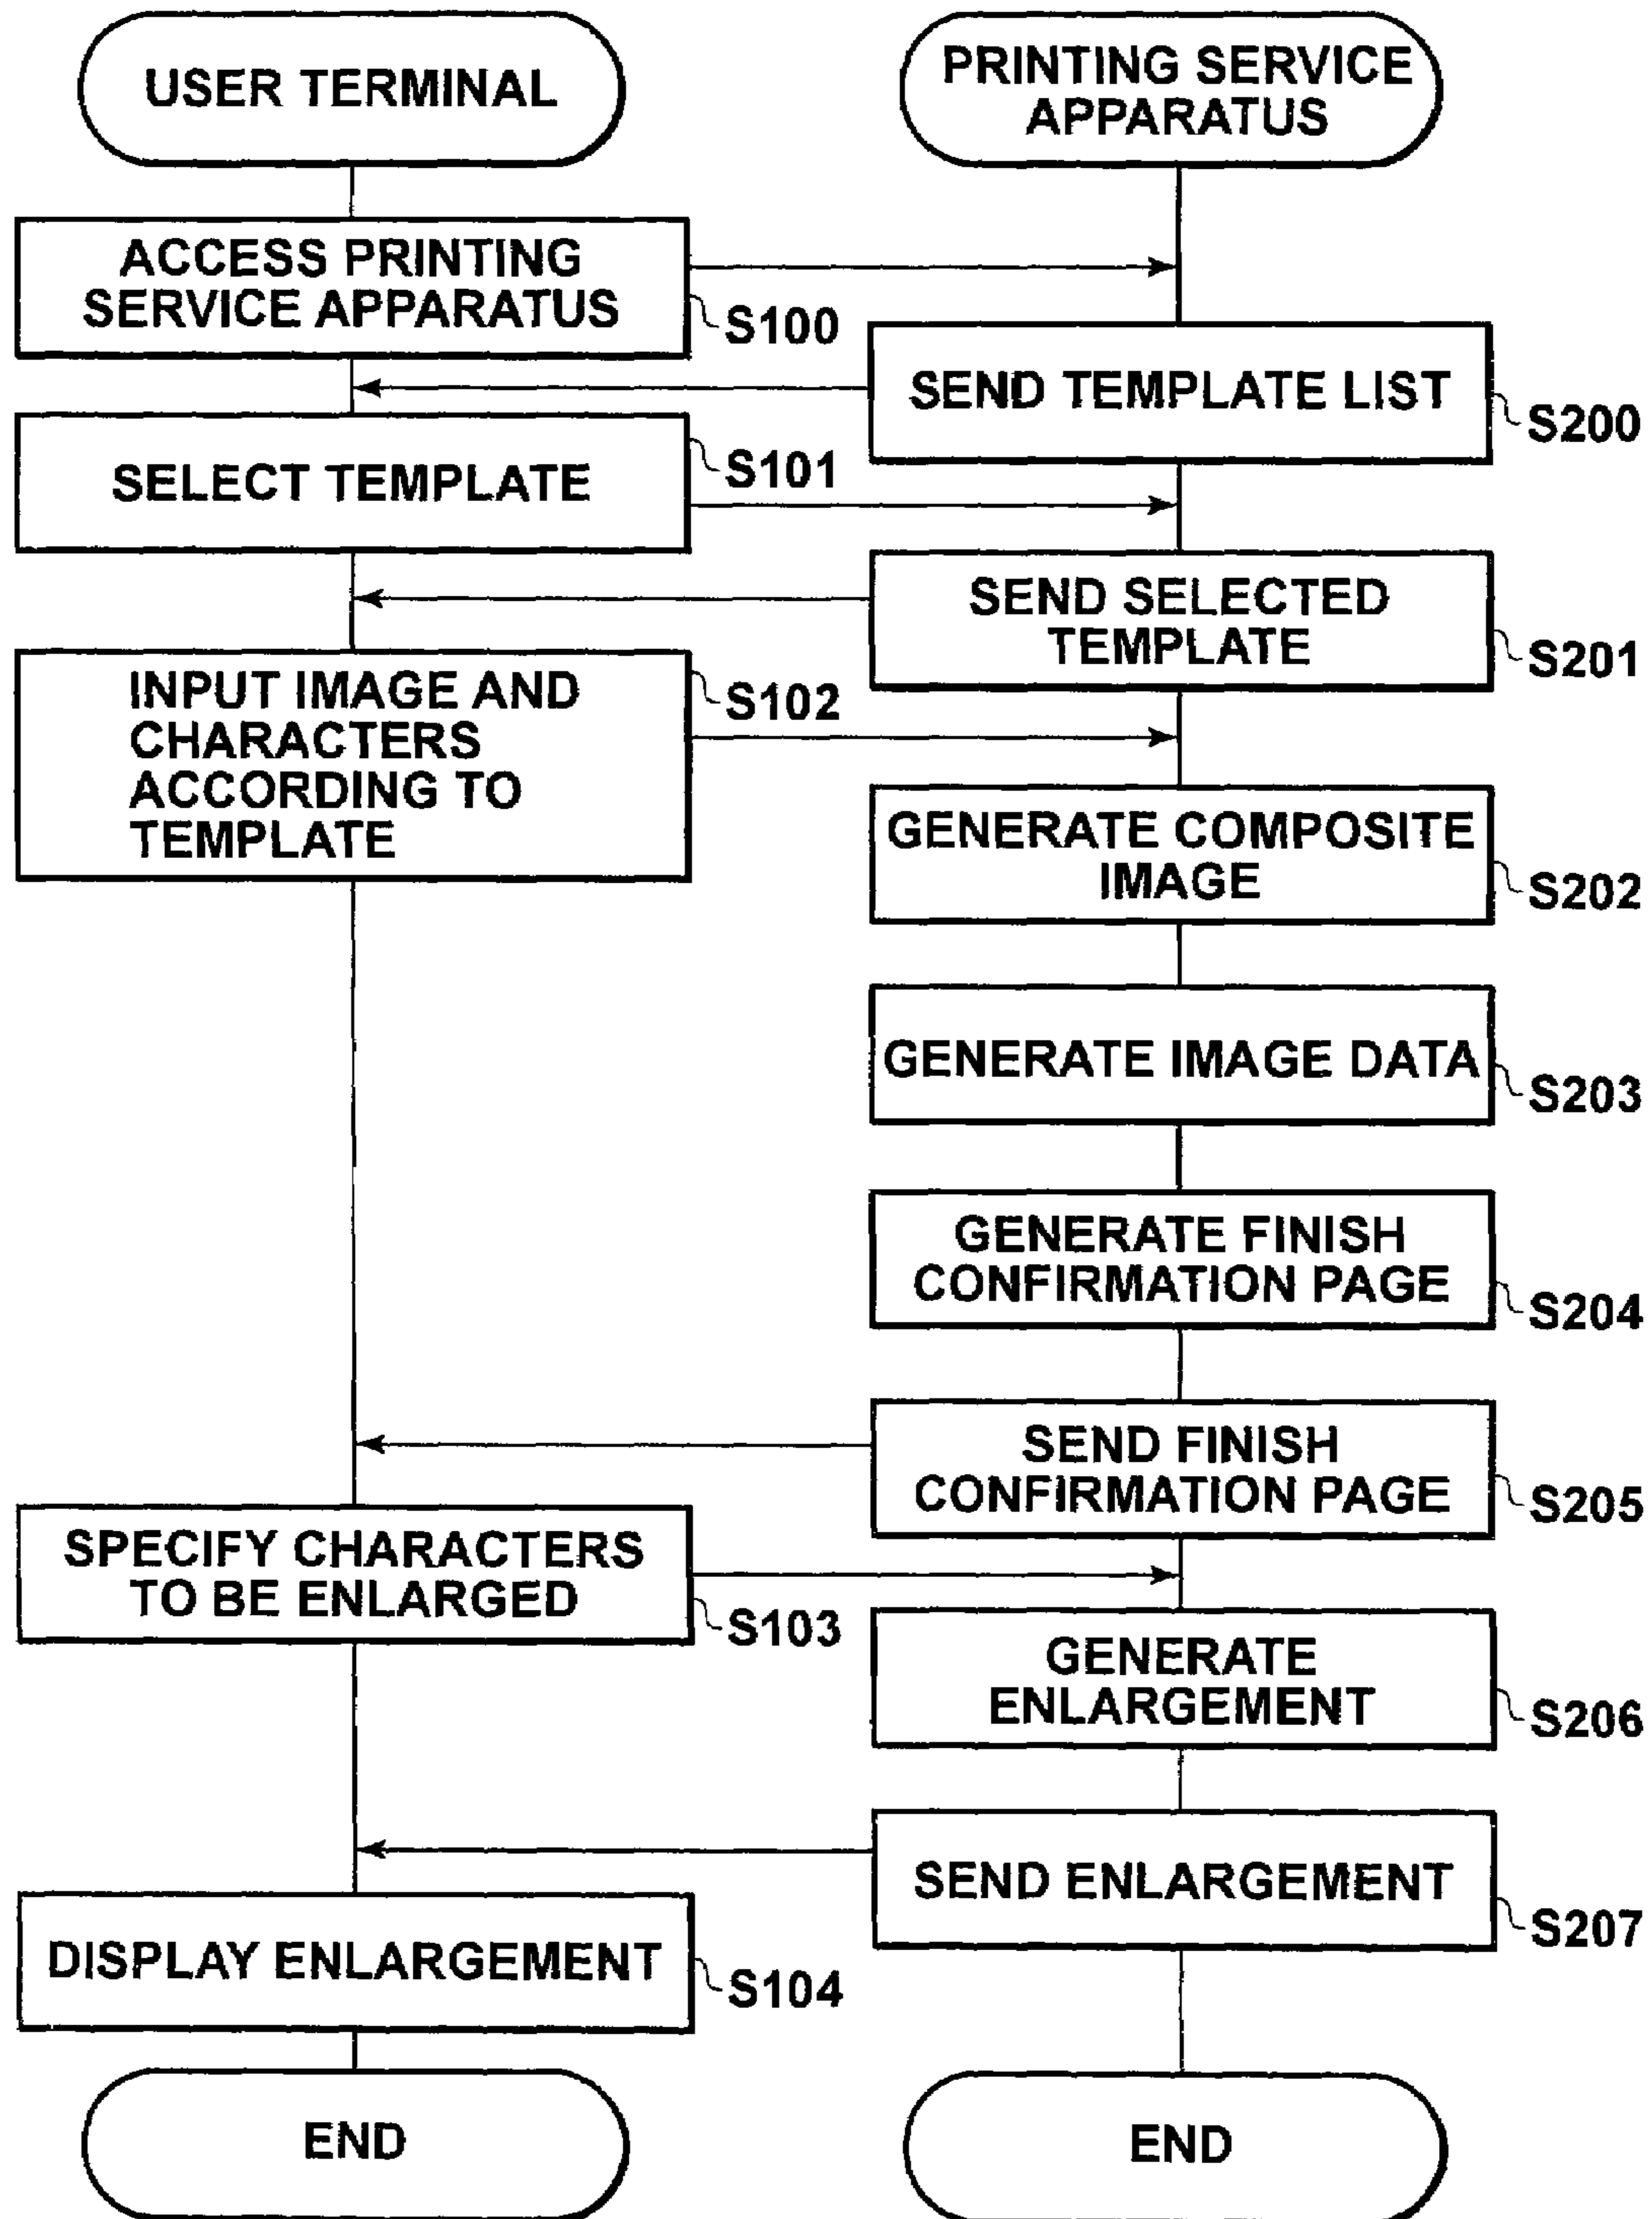 USER TERMINAL
PRINTING SERVICE
APPARATUS
ACCESS PRINTING
SERVICE APPARATUS
S100
SEND TEMPLATE LIST
S200
SELECT TEMPLATE
S101
SEND SELECTED
TEMPLATE
S201
INPUT IMAGE AND
CHARACTERS
ACCORDING TO
TEMPLATE
S102
GENERATE COMPOSITE
IMAGE
S202
GENERATE IMAGE DATA
S203
GENERATE FINISH
CONFIRMATION PAGE
S204
SEND FINISH
CONFIRMATION PAGE
S205
SPECIFY CHARACTERS
TO BE ENLARGED
S103
GENERATE
ENLARGEMENT
S206
SEND ENLARGEMENT
S207
DISPLAY ENLARGEMENT
S104
END
END